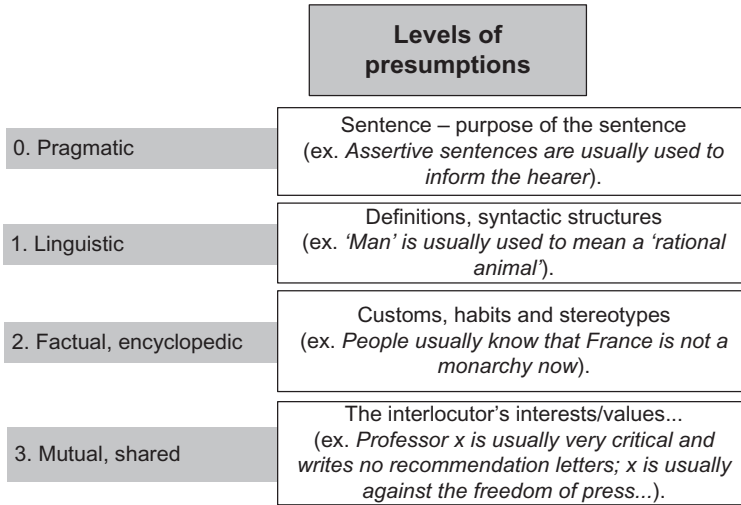 Levels of
presumptions
0. Pragmatic
Sentence – purpose of the sentence
(ex. Assertive sentences are usually used to
inform the hearer).
1. Linguistic
Definitions, syntactic structures
(ex. ‘Man’ is usually used to mean a ‘rational
animal’).
2. Factual, encyclopedic
Customs, habits and stereotypes
(ex. People usually know that France is not a
monarchy now).
3. Mutual, shared
The interlocutor’s interests/values...
(ex. Professor x is usually very critical and
writes no recommendation letters; x is usually
against the freedom of press...).